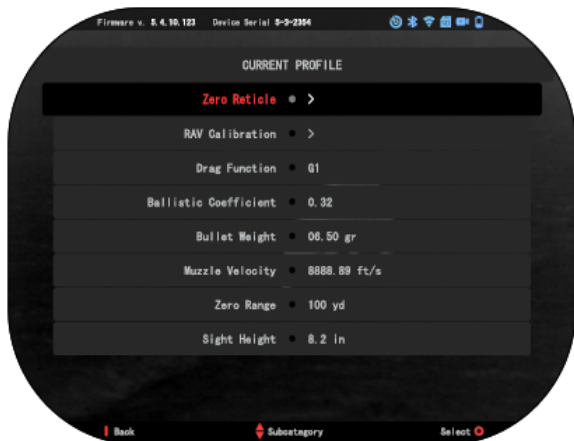 Firmware v. 5.4.10.123 Device Serial 5-3-2354
CURRENT PROFILE
Zero Reticle >
RAV Calibration >
Drag Function G1
Ballistic Coefficient 0.32
Bullet Weight 06.50 gr
Muzzle Velocity 8888.89 ft/s
Zero Range 100 yd
Sight Height 8.2 in
Back Subcategory Select